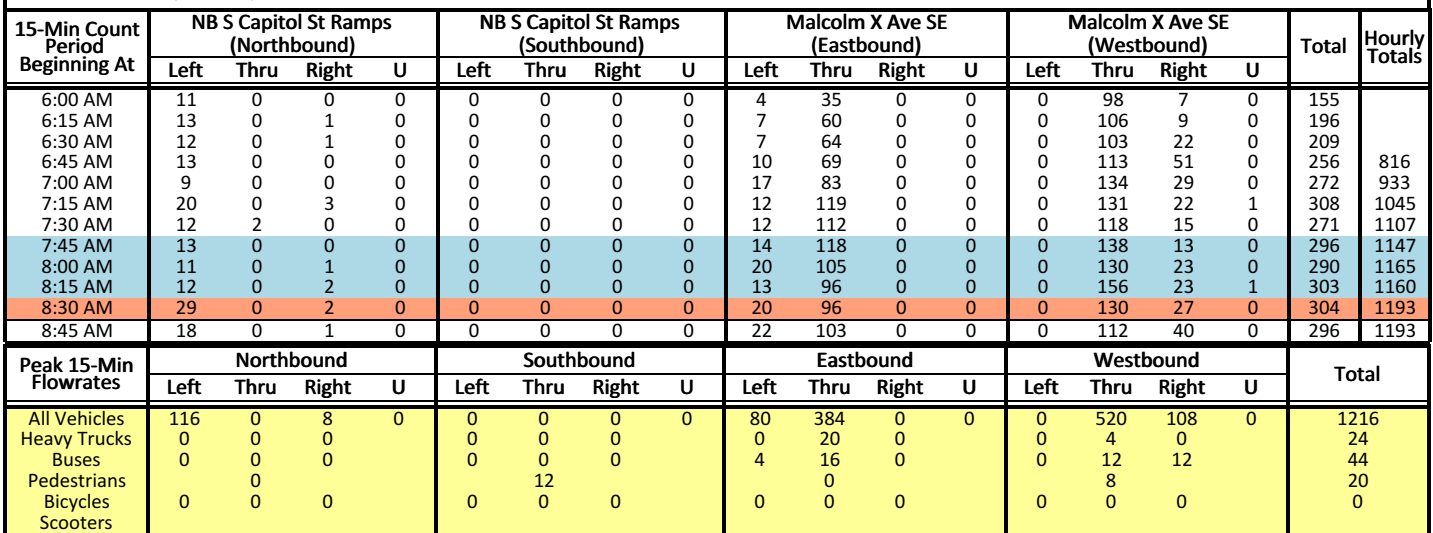 15-Min Count Period Beginning At | NB S Capitol St Ramps (Northbound) | NB S Capitol St Ramps (Southbound) | Malcolm X Ave SE (Eastbound) | Malcolm X Ave SE (Westbound) | Total | Hourly Totals
Left Thru Right U Left Thru Right U Left Thru Right U Left Thru Right U
6:00 AM 11 0 0 0 0 0 0 0 4 35 0 0 0 98 7 0 155
6:15 AM 13 0 1 0 0 0 0 0 7 60 0 0 0 106 9 0 196
6:30 AM 12 0 1 0 0 0 0 0 7 64 0 0 0 103 22 0 209
6:45 AM 13 0 0 0 0 0 0 0 10 69 0 0 0 113 51 0 256 816
7:00 AM 9 0 0 0 0 0 0 0 17 83 0 0 0 134 29 0 272 933
7:15 AM 20 0 3 0 0 0 0 0 12 119 0 0 0 131 22 1 308 1045
7:30 AM 12 2 0 0 0 0 0 0 12 112 0 0 0 118 15 0 271 1107
7:45 AM 13 0 0 0 0 0 0 0 14 118 0 0 0 138 13 0 296 1147
8:00 AM 11 0 1 0 0 0 0 0 20 105 0 0 0 130 23 0 290 1165
8:15 AM 12 0 2 0 0 0 0 0 13 96 0 0 0 156 23 1 303 1160
8:30 AM 29 0 2 0 0 0 0 0 20 96 0 0 0 130 27 0 304 1193
8:45 AM 18 0 1 0 0 0 0 0 22 103 0 0 0 112 40 0 296 1193
Peak 15-Min Flowrates | Northbound | Southbound | Eastbound | Westbound | Total
Left Thru Right U Left Thru Right U Left Thru Right U Left Thru Right U
All Vehicles 116 0 8 0 0 0 0 0 80 384 0 0 0 520 108 0 1216
Heavy Trucks 0 0 0 0 0 0 0 20 0 0 4 0 24
Buses 0 0 0 0 0 0 4 16 0 0 12 12 44
Pedestrians 0 12 0 8 20
Bicycles 0 0 0 0 0 0 0 0 0 0 0 0 0
Scooters